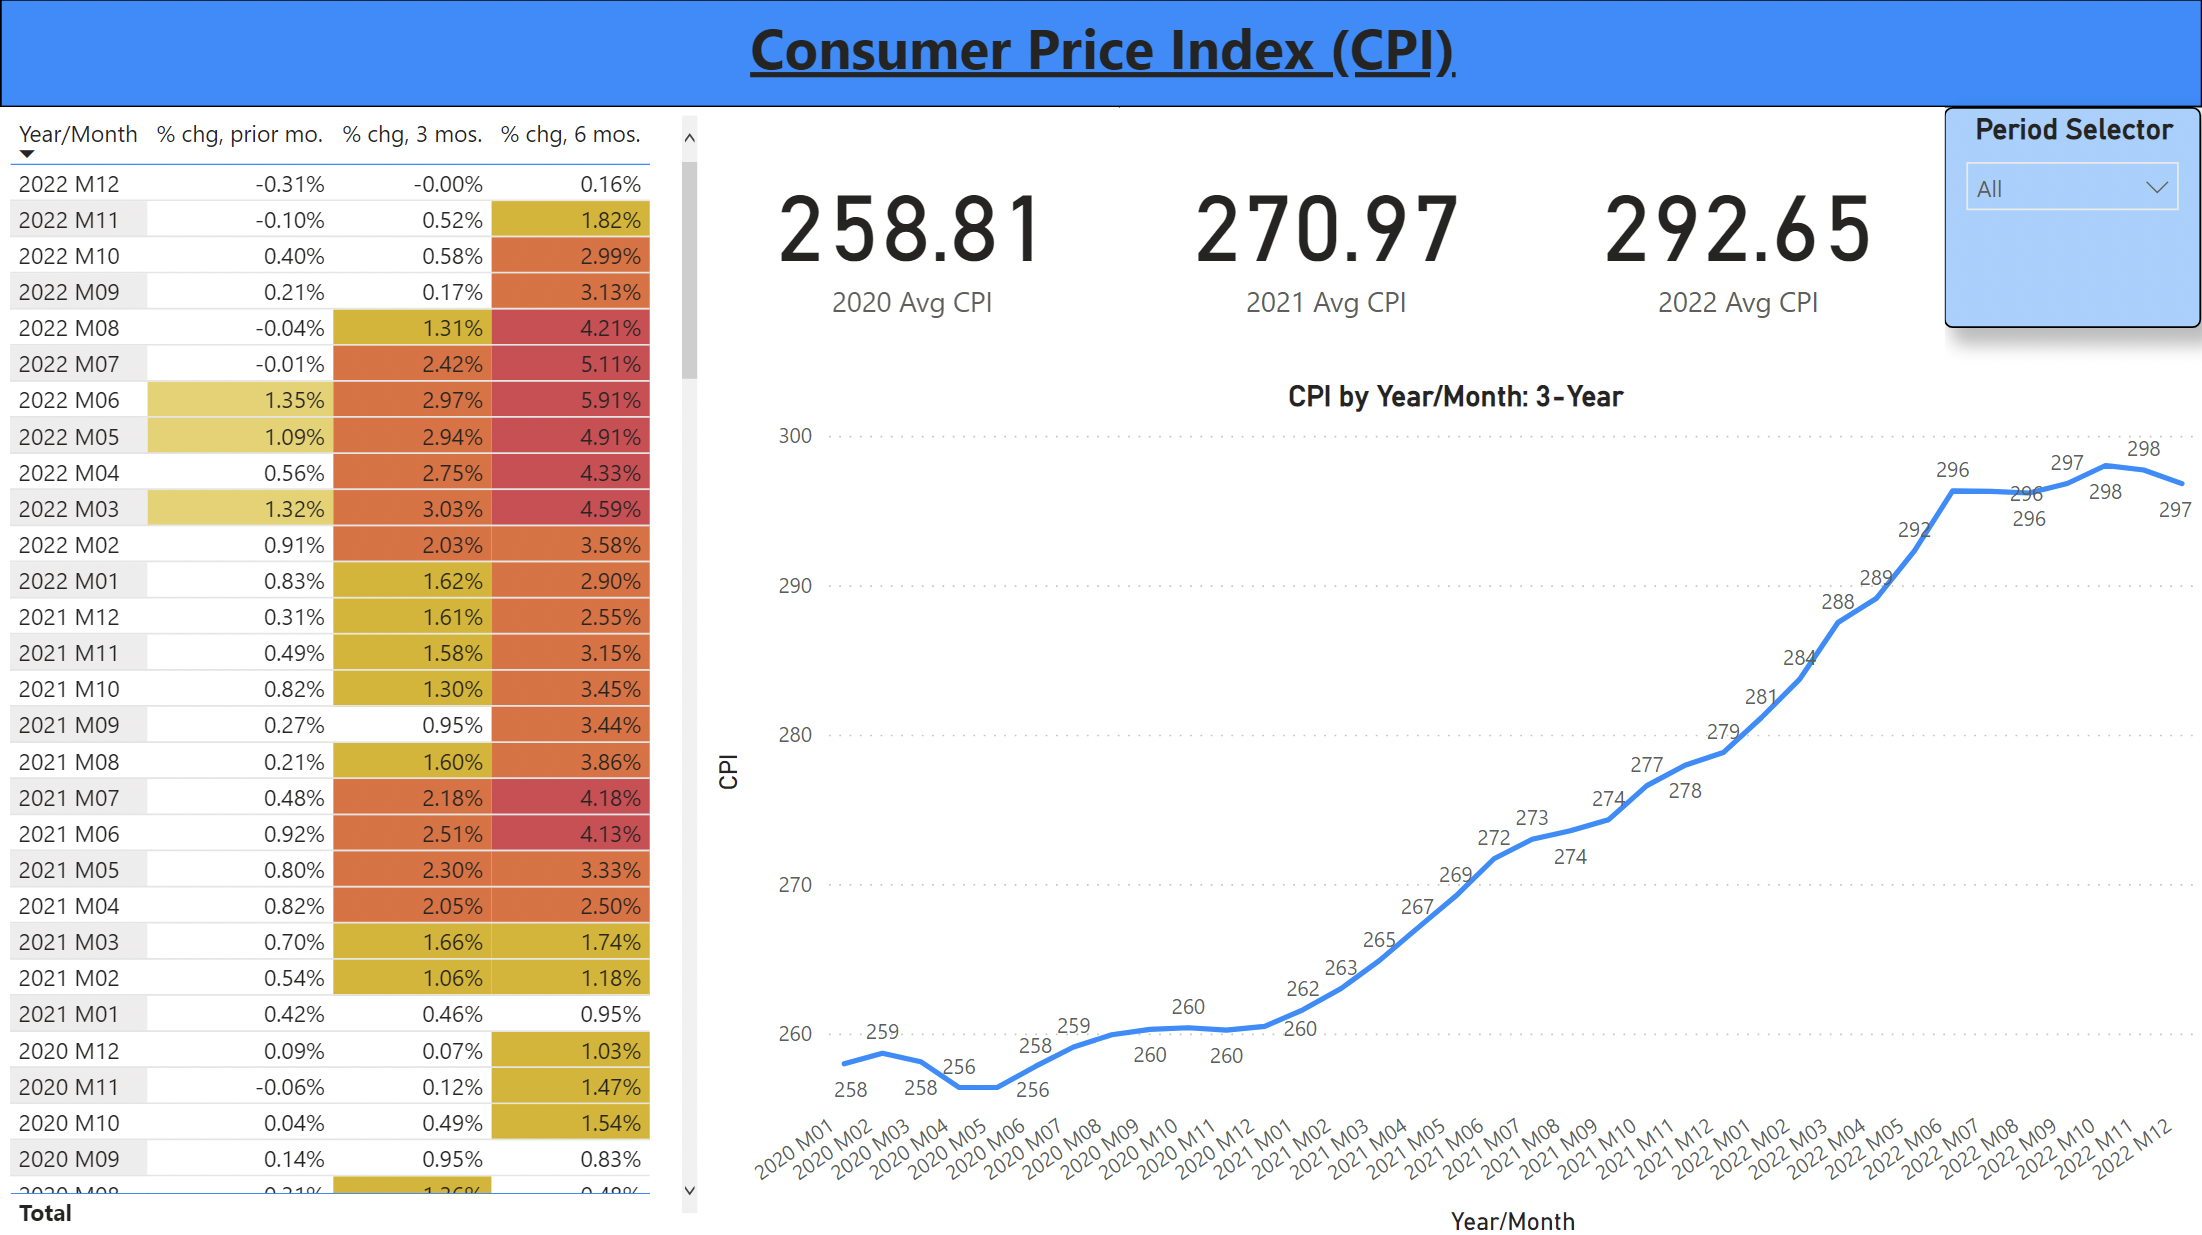 Consumer Price Index (CPI)
Year/Month % chg, prior mo. % chg, 3 mos. % chg, 6 mos.
2022 M12 -0.31% -0.00% 0.16%
2022 M11 -0.10% 0.52% 1.82%
2022 M10 0.40% 0.58% 2.99%
2022 M09 0.21% 0.17% 3.13%
2022 M08 -0.04% 1.31% 4.21%
2022 M07 -0.01% 2.42% 5.11%
2022 M06 1.35% 2.97% 5.91%
2022 M05 1.09% 2.94% 4.91%
2022 M04 0.56% 2.75% 4.33%
2022 M03 1.32% 3.03% 4.59%
2022 M02 0.91% 2.03% 3.58%
2022 M01 0.83% 1.62% 2.90%
2021 M12 0.31% 1.61% 2.55%
2021 M11 0.49% 1.58% 3.15%
2021 M10 0.82% 1.30% 3.45%
2021 M09 0.27% 0.95% 3.44%
2021 M08 0.21% 1.60% 3.86%
2021 M07 0.48% 2.18% 4.18%
2021 M06 0.92% 2.51% 4.13%
2021 M05 0.80% 2.30% 3.33%
2021 M04 0.82% 2.05% 2.50%
2021 M03 0.70% 1.66% 1.74%
2021 M02 0.54% 1.06% 1.18%
2021 M01 0.42% 0.46% 0.95%
2020 M12 0.09% 0.07% 1.03%
2020 M11 -0.06% 0.12% 1.47%
2020 M10 0.04% 0.49% 1.54%
2020 M09 0.14% 0.95% 0.83%
Total
258.81
2020 Avg CPI
270.97
2021 Avg CPI
292.65
2022 Avg CPI
Period Selector
All
CPI by Year/Month: 3-Year
CPI
300
290
280
270
260
258
259
258
256
256
258
259
260
260
260
260
262
263
265
267
269
272
273
274
274
277
278
279
281
284
288
289
292
296
296
296
297
298
298
297
2020 M01
2020 M02
2020 M03
2020 M04
2020 M05
2020 M06
2020 M07
2020 M08
2020 M09
2020 M10
2020 M11
2020 M12
2021 M01
2021 M02
2021 M03
2021 M04
2021 M05
2021 M06
2021 M07
2021 M08
2021 M09
2021 M10
2021 M11
2021 M12
2022 M01
2022 M02
2022 M03
2022 M04
2022 M05
2022 M06
2022 M07
2022 M08
2022 M09
2022 M10
2022 M11
2022 M12
Year/Month